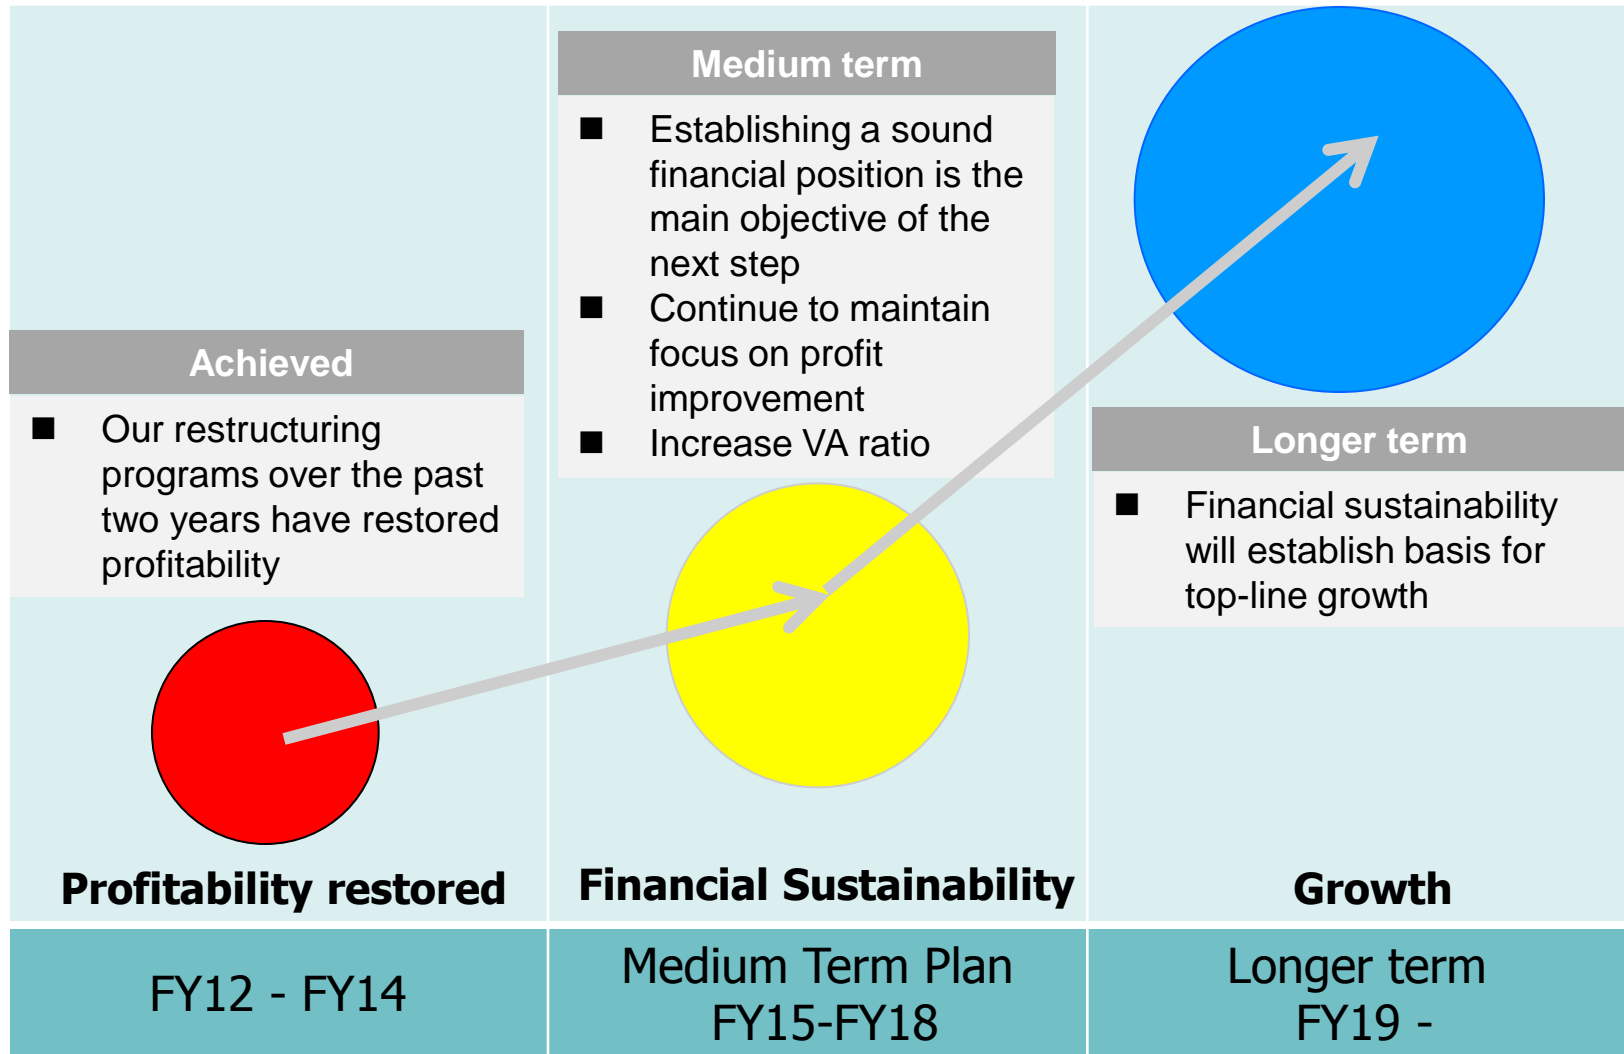 Achieved
■ Our restructuring
programs over the past
two years have restored
profitability
Profitability restored
FY12 - FY14
Medium term
■ Establishing a sound
financial position is the
main objective of the
next step
■ Continue to maintain
focus on profit
improvement
■ Increase VA ratio
Financial Sustainability
Medium Term Plan
FY15-FY18
Longer term
■ Financial sustainability
will establish basis for
top-line growth
Growth
Longer term
FY19 -